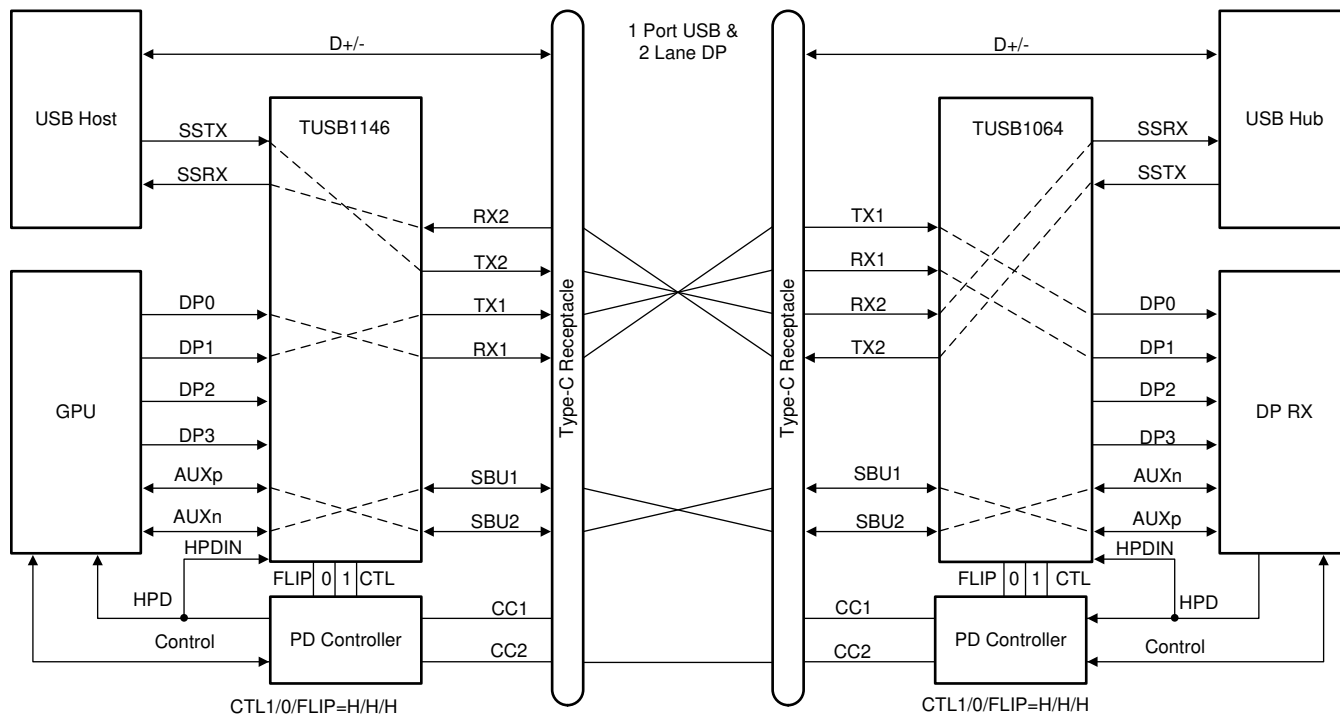 1 Port USB &
2 Lane DP
D+/-
D+/-
USB Host
TUSB1146
TUSB1064
USB Hub
SSTX
SSRX
SSRX
SSTX
RX2
TX2
TX1
RX1
TX1
RX1
RX2
TX2
Type-C Receptacle
Type-C Receptacle
GPU
DP0
DP1
DP2
DP3
AUXp
AUXn
HPDIN
SBU1
SBU2
SBU1
SBU2
DP0
DP1
DP2
DP3
AUXn
AUXp
HPDIN
DP RX
FLIP 0 1 CTL
FLIP 0 1 CTL
HPD
Control
PD Controller
CC1
CC2
CC1
CC2
PD Controller
HPD
Control
CTL1/0/FLIP=H/H/H
CTL1/0/FLIP=H/H/H